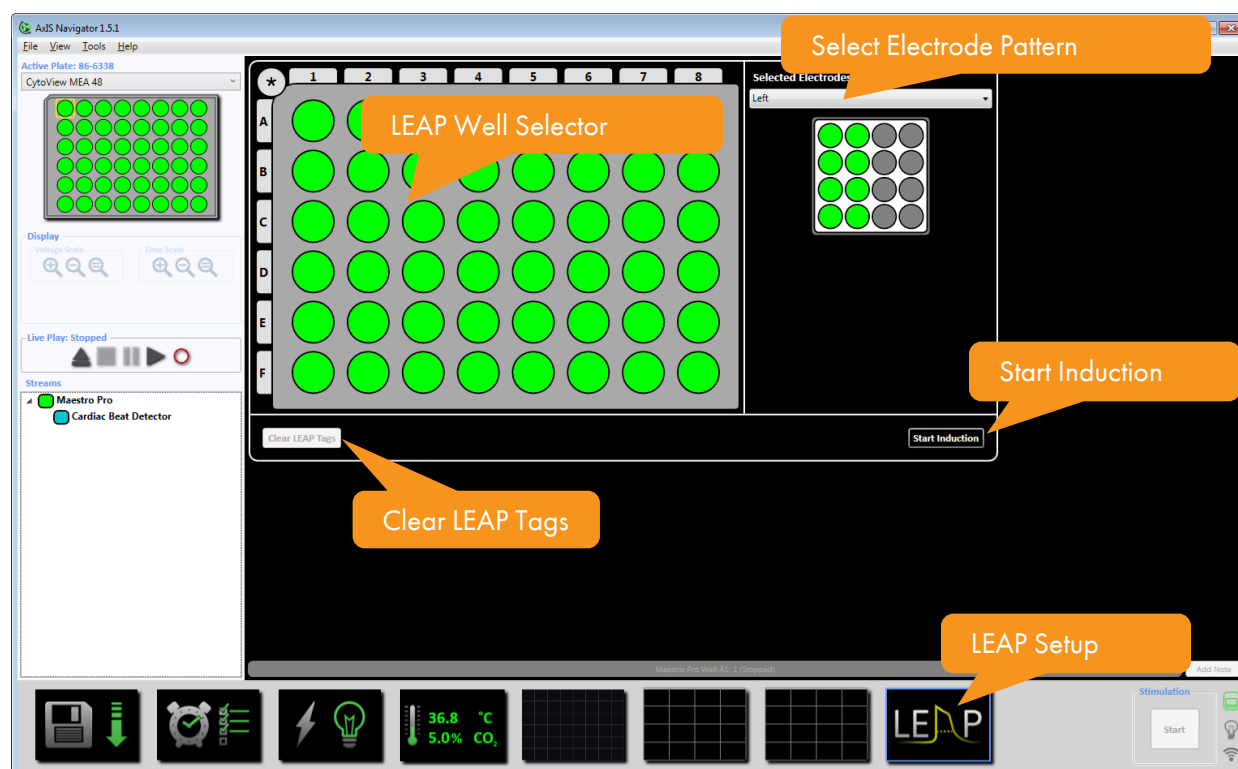 AxIS Navigator 1.5.1
File View Tools Help
Active Plate: 86-6338
CytoView MEA 48
Display
Voltage Scale
Time Scale
Live Play: Stopped
Streams
Maestro Pro
Cardiac Beat Detector
*
1 2 3 4 5 6 7 8
A
B
C
D
E
F
LEAP Well Selector
Select Electrode Pattern
Selected Electrodes
Left
Start Induction
Clear LEAP Tags
Start Induction
Clear LEAP Tags
LEAP Setup
Maestro Pro Well A1: 1 (Stopped)
Add Note
36.8 °C
5.0% CO2
LEAP
Stimulation
Start